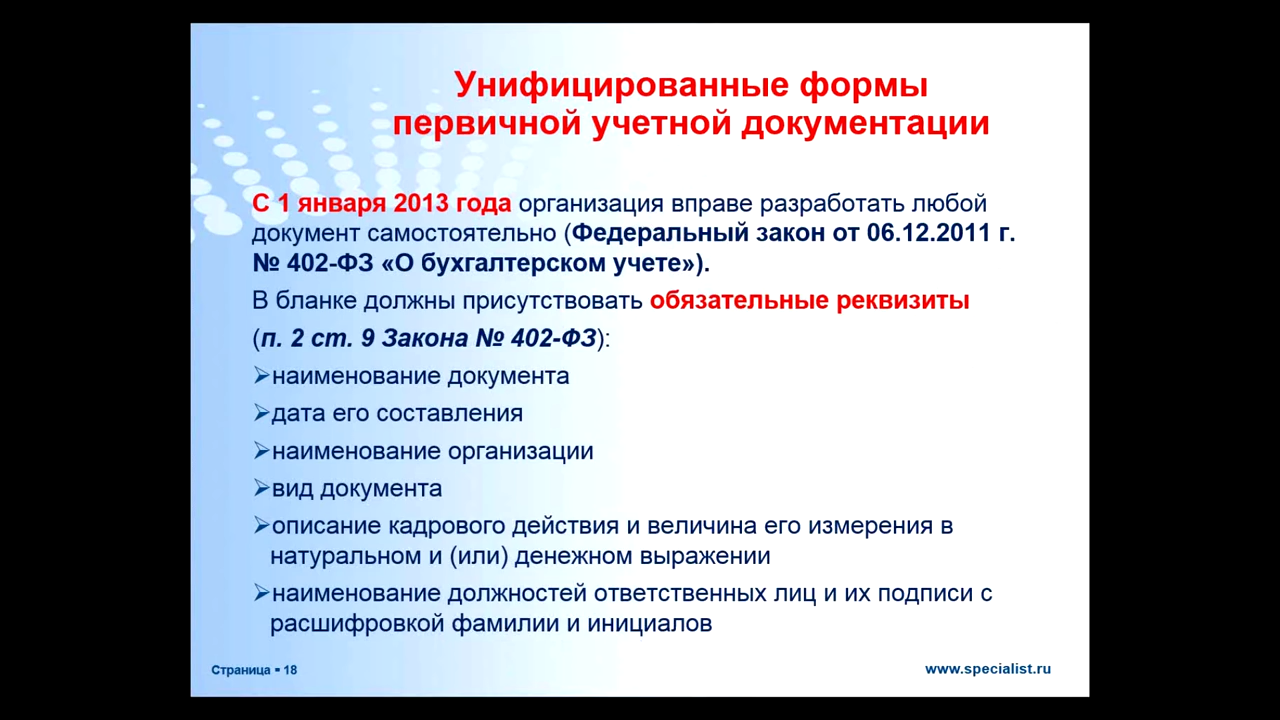 Унифицированные формы
первичной учетной документации
С 1 января 2013 года организация вправе разработать любой
документ самостоятельно (Федеральный закон от 06.12.2011 г.
№ 402-ФЗ «О бухгалтерском учете»).
В бланке должны присутствовать обязательные реквизиты
(п. 2 ст. 9 Закона № 402-ФЗ):
➢наименование документа
➢дата его составления
➢наименование организации
➢вид документа
➢описание кадрового действия и величина его измерения в
натуральном и (или) денежном выражении
➢наименование должностей ответственных лиц и их подписи с
расшифровкой фамилии и инициалов
Страница ▪ 18
www.specialist.ru